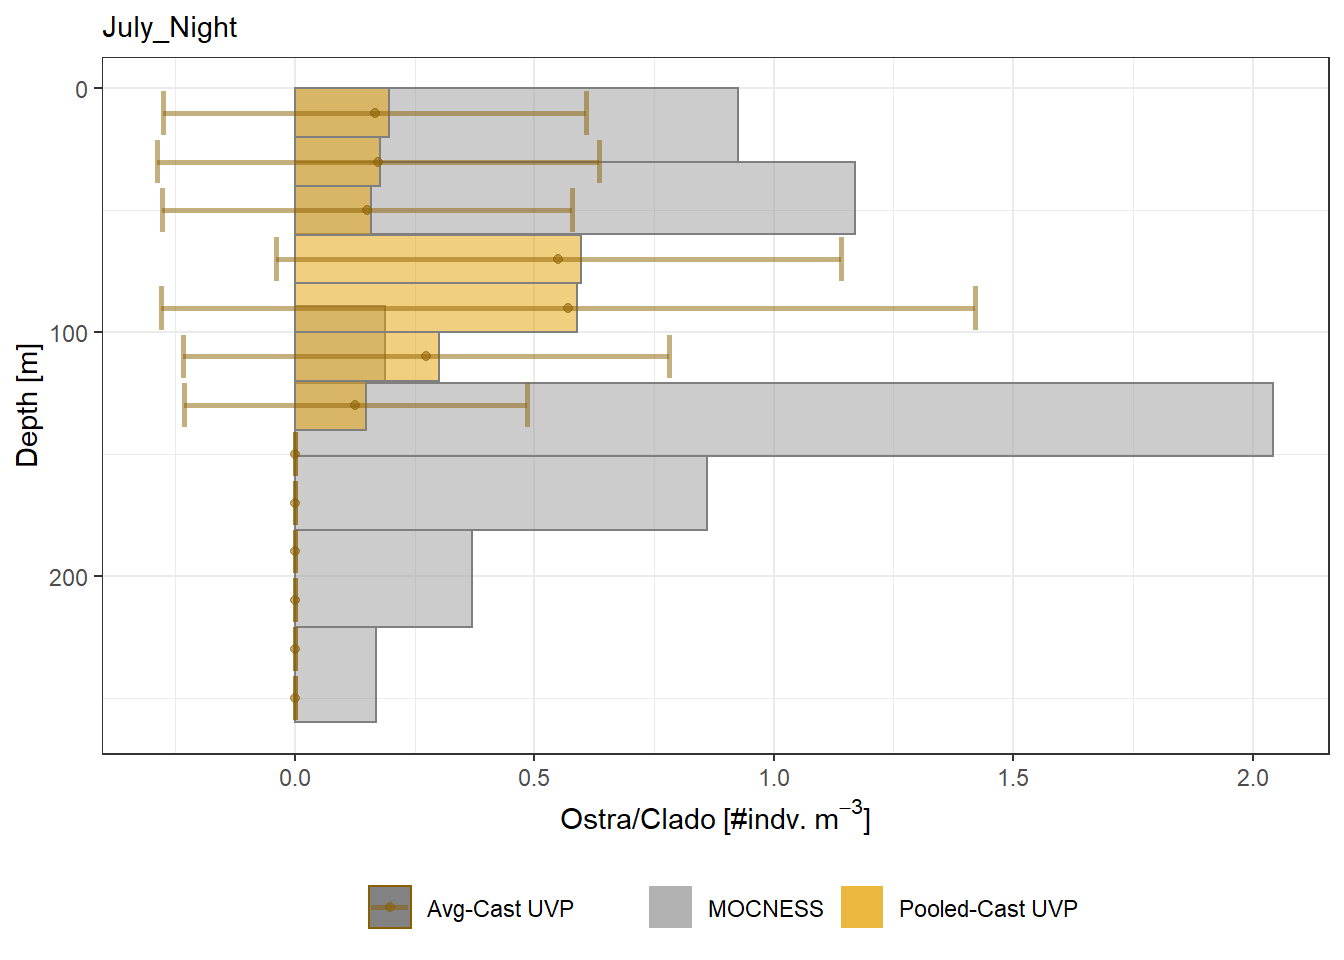 July_Night
0
100
200
Depth [m]
0.0 0.5 1.0 1.5 2.0
Ostra/Clado [#indv. m⁻³]
Avg-Cast UVP MOCNESS Pooled-Cast UVP